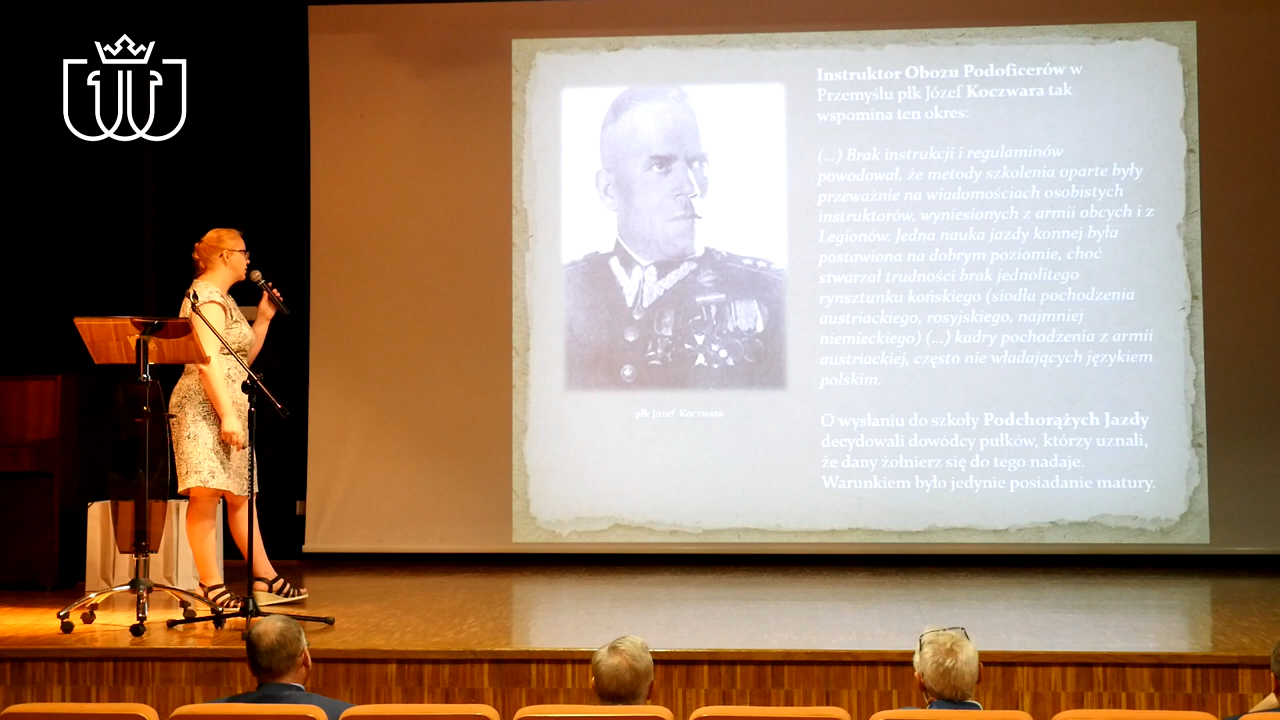 Instruktor Obozu Podoficerów w
Przemyślu płk Józef Koczwara tak
wspomina ten okres:
(...) Brak instrukcji i regulaminów
powodował, że metody szkolenia oparte były
przeważnie na wiadomościach osobistych
instruktorów, wyniesionych z armii obcych i z
Legionów. Jedna nauka jazdy konnej była
postawiona na dobrym poziomie, choć
stwarzał trudności brak jednolitego
rynsztunku końskiego (siodła pochodzenia
austriackiego, rosyjskiego, najmniej
niemieckiego) (...) kadry pochodzenia z armii
austriackiej, często nie władających językiem
polskim.
płk Józef Koczwara
O wysłaniu do szkoły Podchorążych Jazdy
decydowali dowódcy pułków, którzy uznali,
że dany żołnierz się do tego nadaje.
Warunkiem było jedynie posiadanie matury.